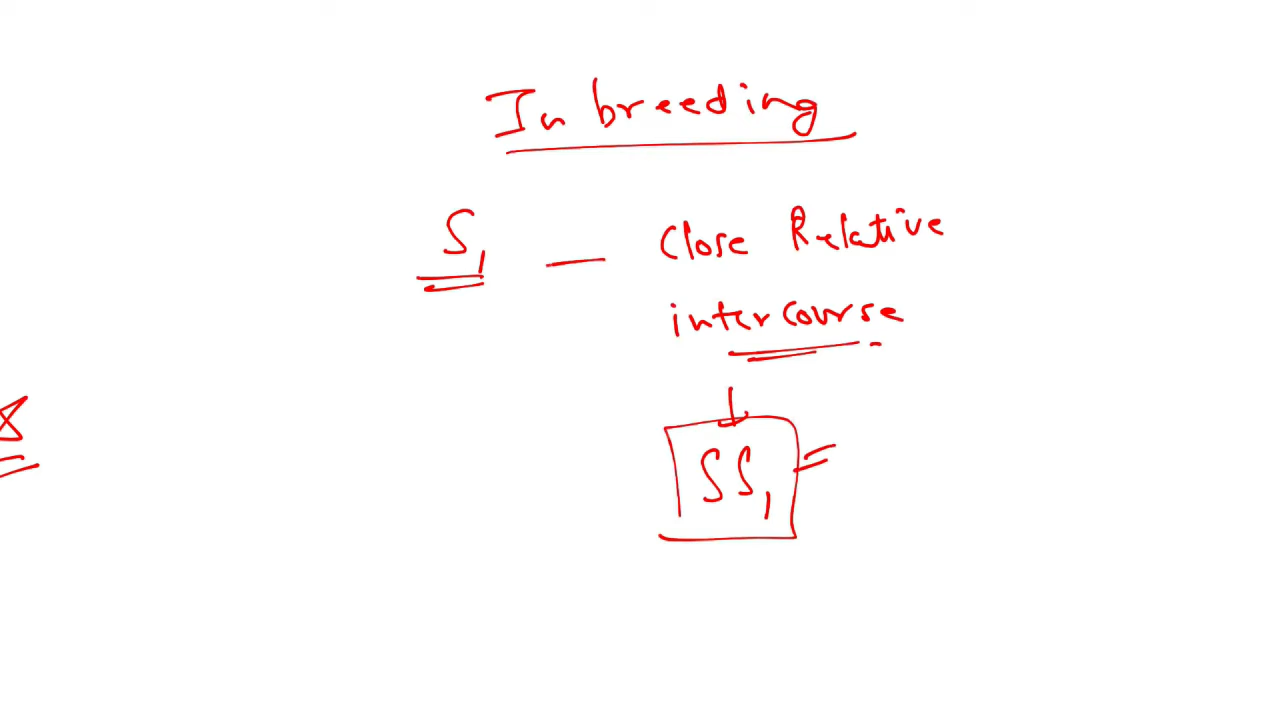 In breeding
S₁ — Close Relative
intercourse
↓
SS₁ =